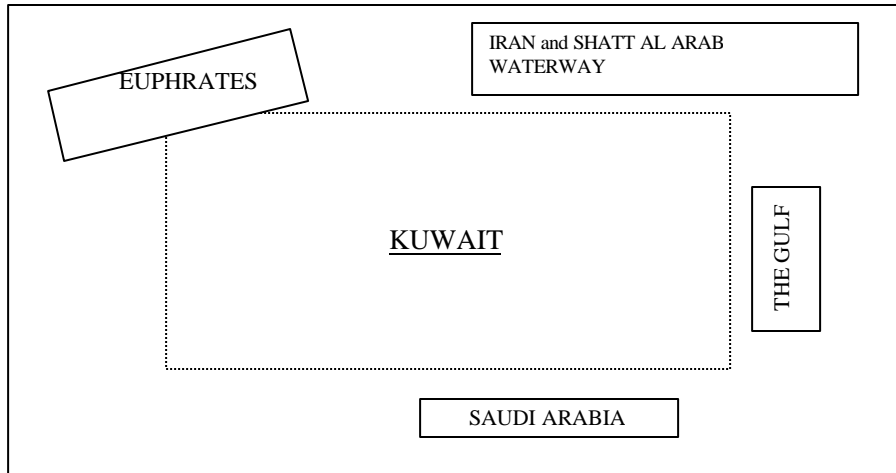 IRAN and SHATT AL ARAB
WATERWAY
EUPHRATES
KUWAIT
THE GULF
SAUDI ARABIA